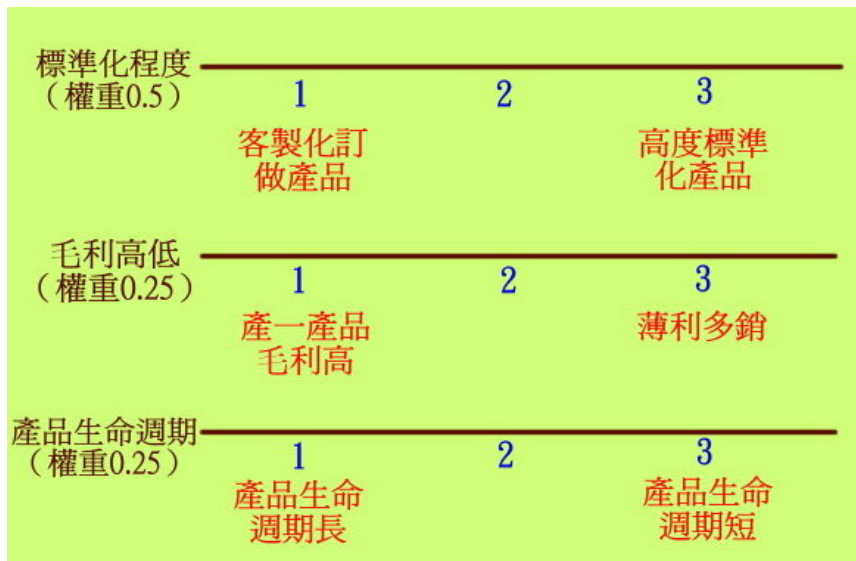 標準化程度
（權重0.5）
1
2
3
客製化訂
做產品
高度標準
化產品
毛利高低
（權重0.25）
1
2
3
產一產品
毛利高
薄利多銷
產品生命週期
（權重0.25）
1
2
3
產品生命
週期長
產品生命
週期短